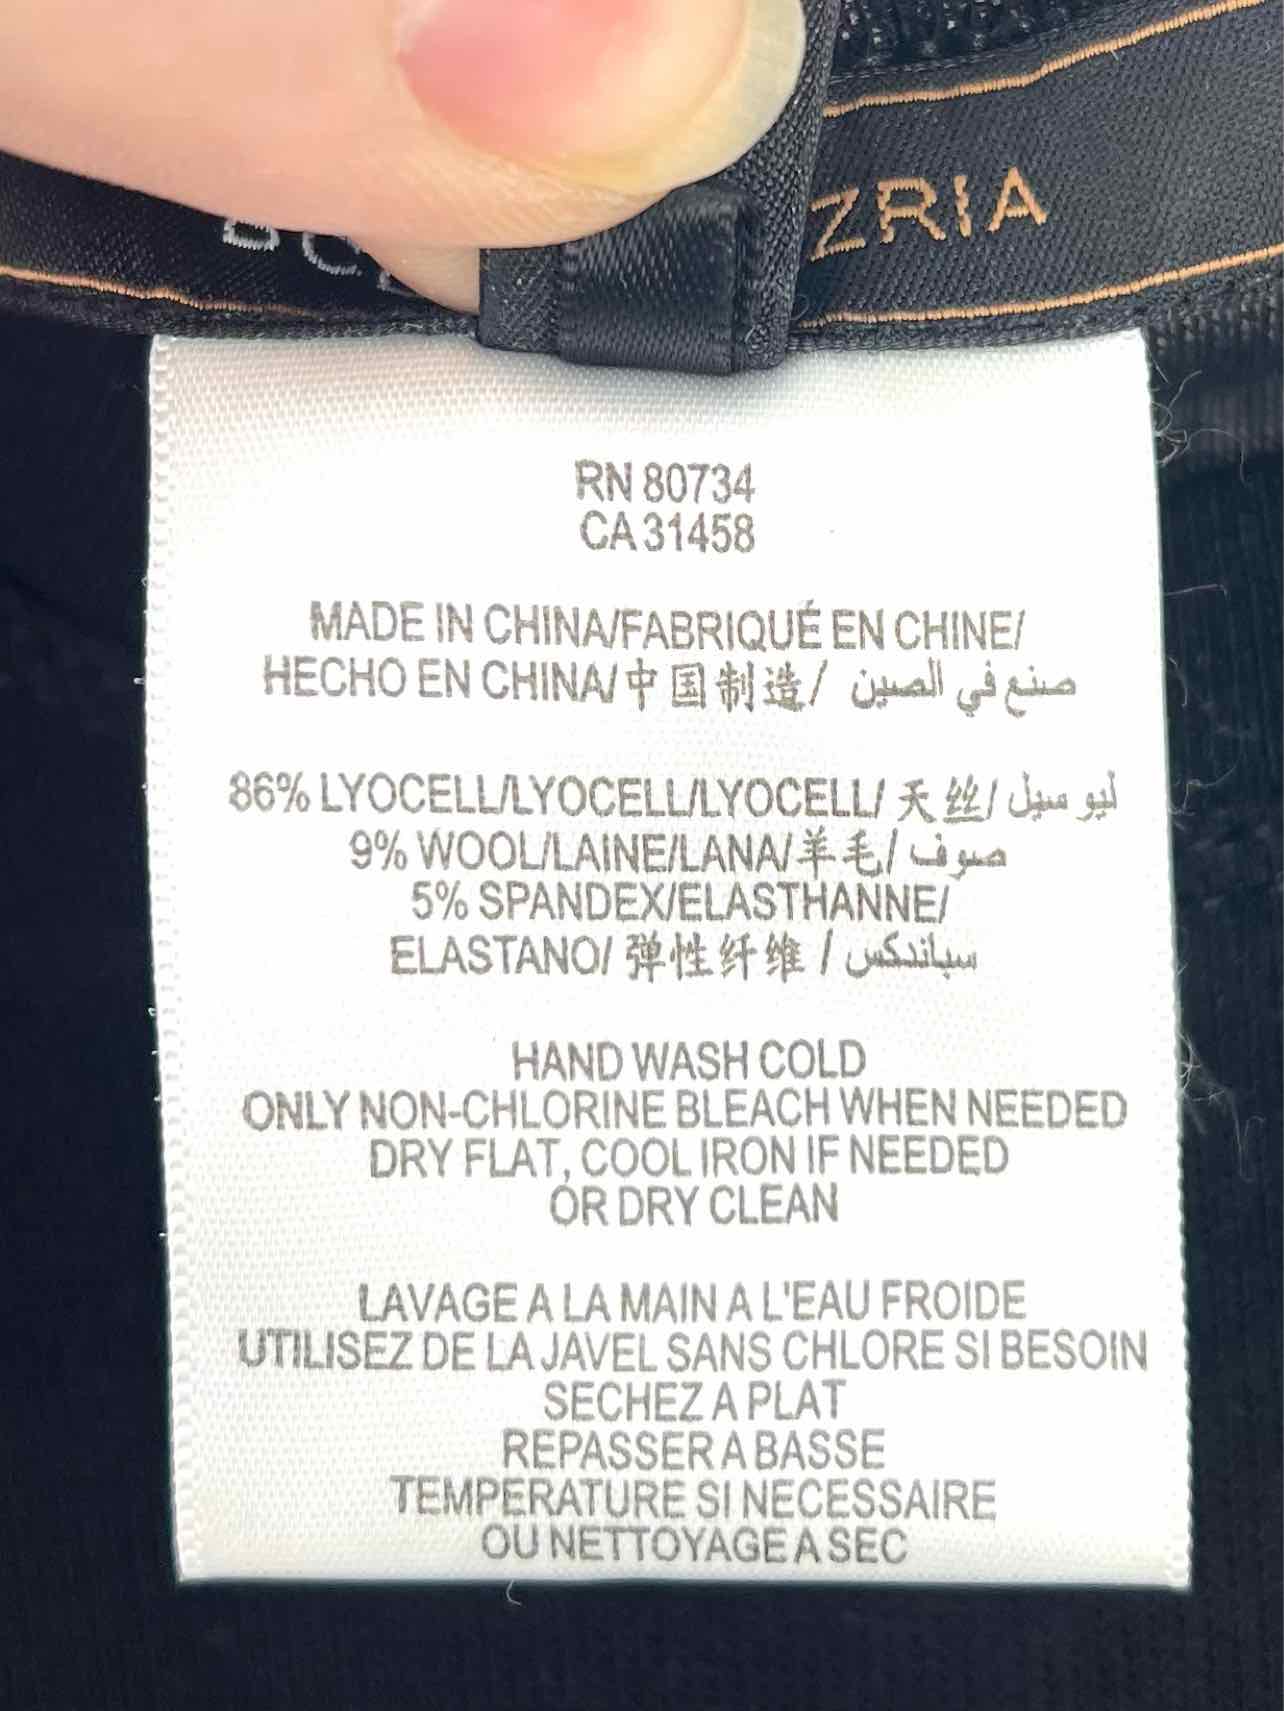 ZRIA
RN 80734
CA 31458
MADE IN CHINA/FABRIQUÉ EN CHINE/
HECHO EN CHINA/中国制造/ صنع في الصين
86% LYOCELL/LYOCELL/LYOCELL/ 天丝/ ليوسيل
9% WOOL/LAINE/LANA/羊毛/ صوف
5% SPANDEX/ELASTHANNE/
ELASTANO/ 弹性纤维 / سباندكس
HAND WASH COLD
ONLY NON-CHLORINE BLEACH WHEN NEEDED
DRY FLAT, COOL IRON IF NEEDED
OR DRY CLEAN
LAVAGE A LA MAIN A L'EAU FROIDE
UTILISEZ DE LA JAVEL SANS CHLORE SI BESOIN
SECHEZ A PLAT
REPASSER A BASSE
TEMPERATURE SI NECESSAIRE
OU NETTOYAGE A SEC